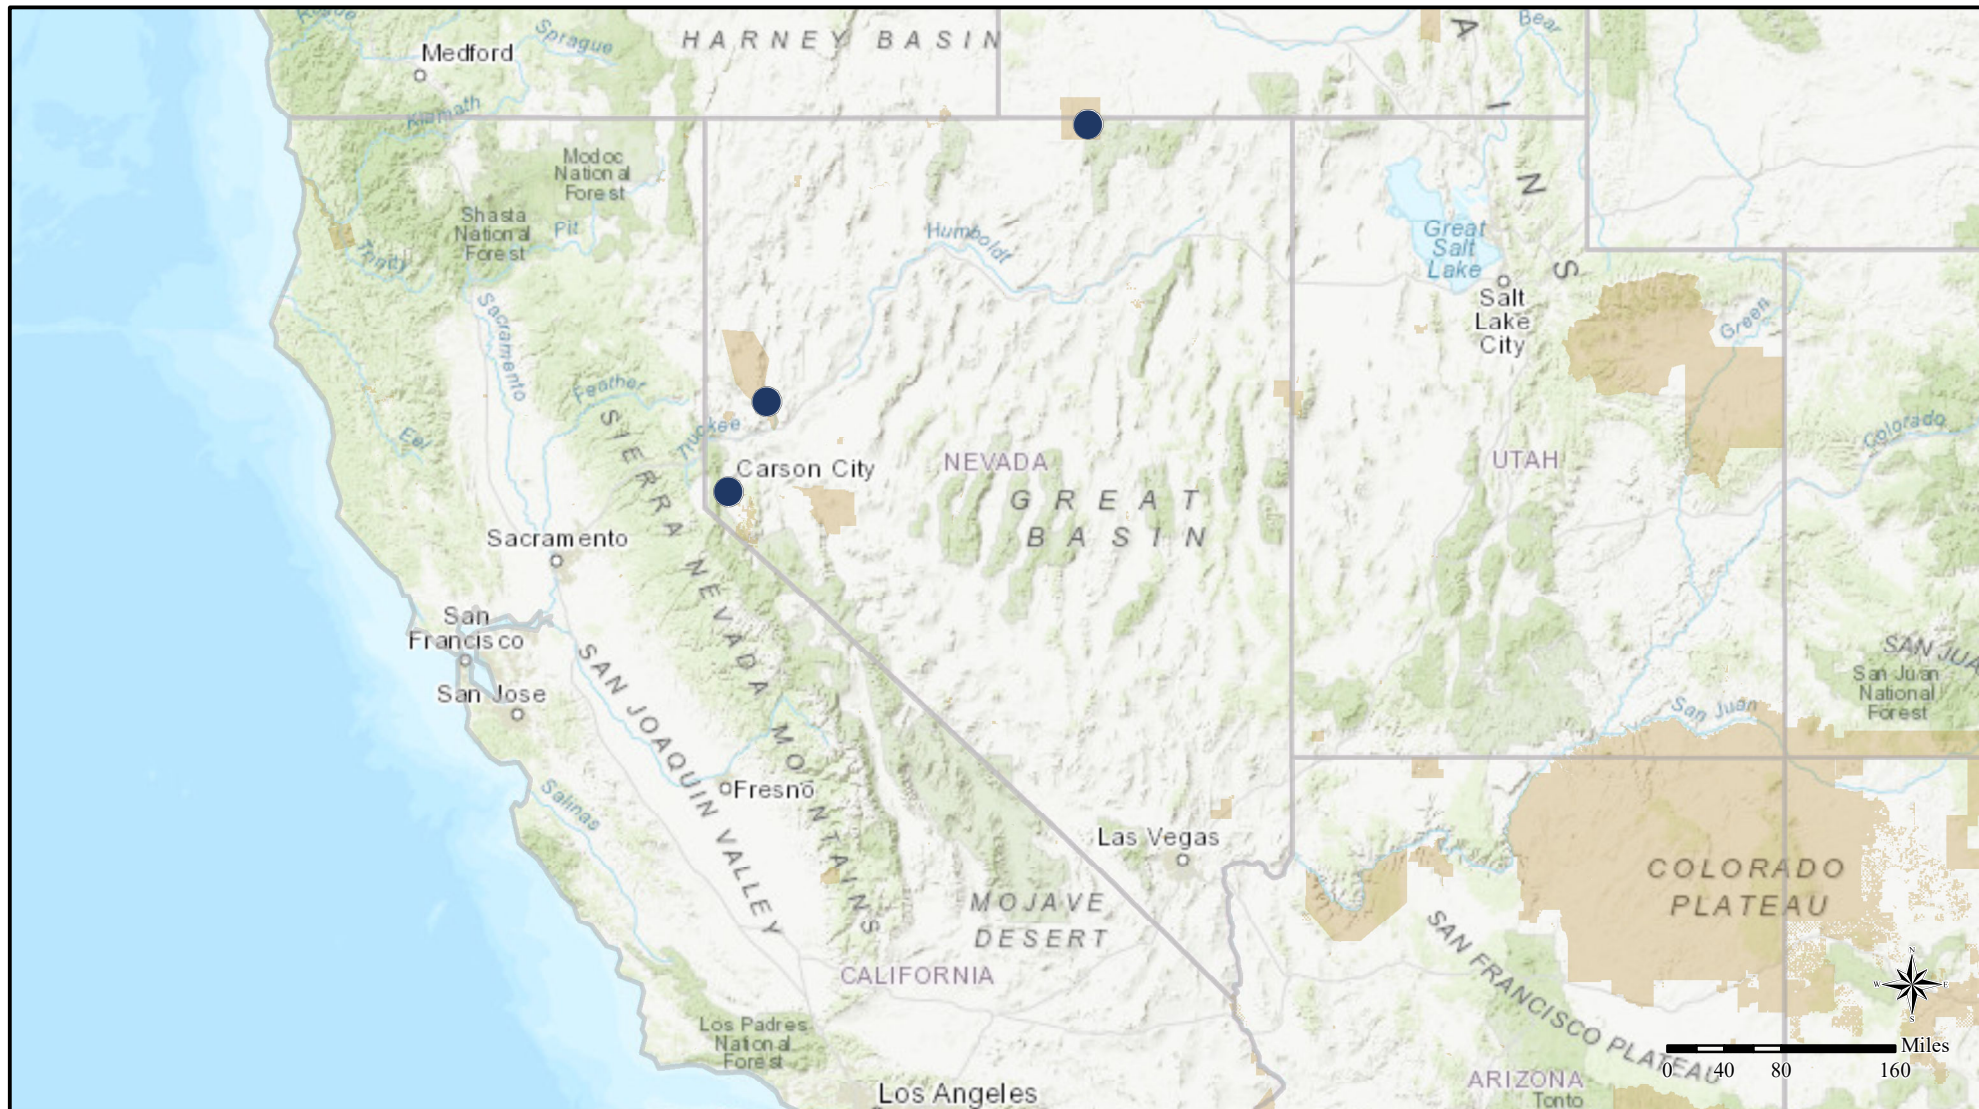 Rogue
Sprague
HARNEY BASIN
Bear
Medford
Klamath
Modoc
National
Forest
Shasta
National
Forest
Pit
Trinity
Sacramento
Humboldt
Great
Salt
Lake
Salt
Lake
City
Green
Feather
Truckee
Eel
Colorado
Carson City
NEVADA
UTAH
GREAT
BASIN
SIERRA NEVADA MOUNTAINS
Sacramento
San
Francisco
San Jose
SAN JOAQUIN VALLEY
SAN JUA
San Juan
National
Forest
San Juan
Fresno
Salinas
Las Vegas
COLORADO
PLATEAU
MOJAVE
DESERT
SAN FRANCISCO PLATEAU
CALIFORNIA
N
W
E
S
Los Padres
National
Forest
Miles
0 40 80 160
ARIZONA
Tonto
Los Angeles
A I N S